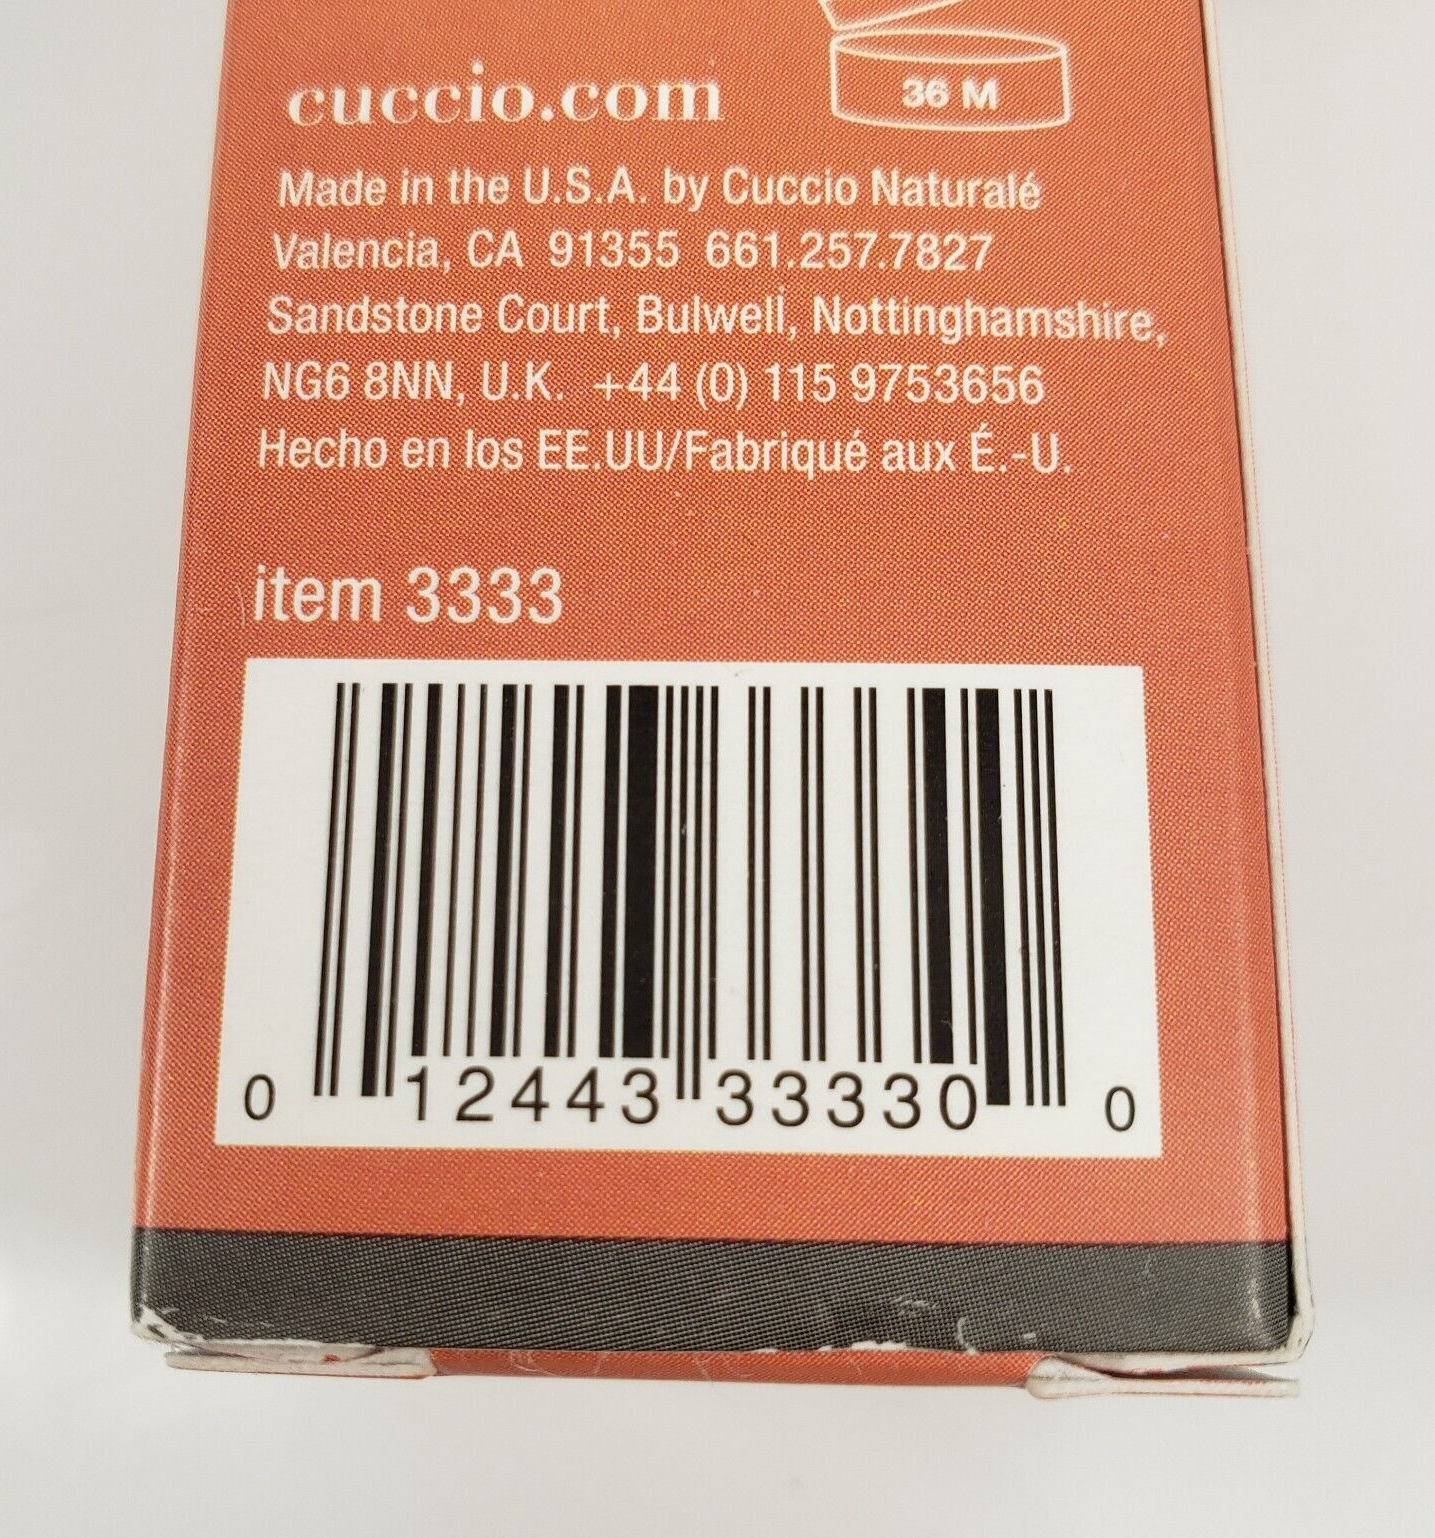 cuccio.com
36 M
Made in the U.S.A. by Cuccio Naturalé
Valencia, CA 91355 661.257.7827
Sandstone Court, Bulwell, Nottinghamshire,
NG6 8NN, U.K. +44 (0) 115 9753656
Hecho en los EE.UU/Fabriqué aux É.-U.
item 3333
0 12443 33330 0